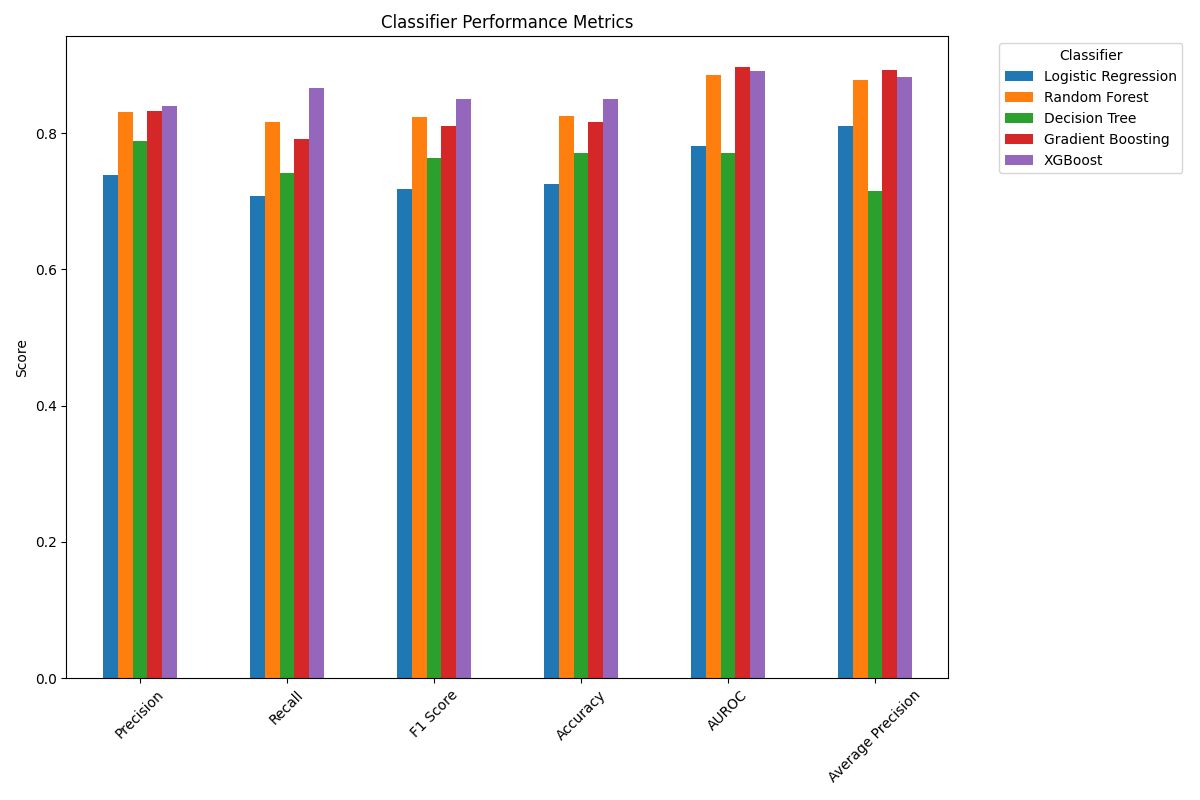 Classifier Performance Metrics
Classifier
Logistic Regression
Random Forest
Decision Tree
Gradient Boosting
XGBoost
Score
0.8
0.6
0.4
0.2
0.0
Precision
Recall
F1 Score
Accuracy
AUROC
Average Precision